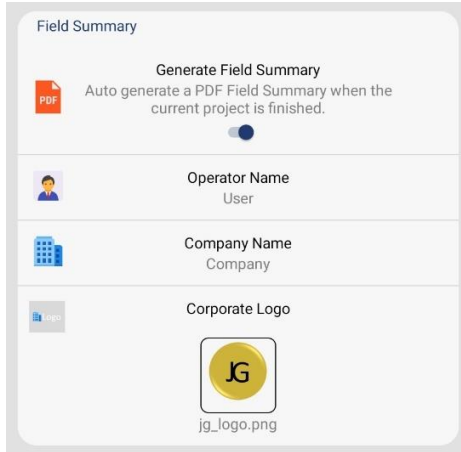 Field Summary
Generate Field Summary
PDF
Auto generate a PDF Field Summary when the
current project is finished.
Operator Name
User
Company Name
Company
Corporate Logo
Logo
JG
jg_logo.png